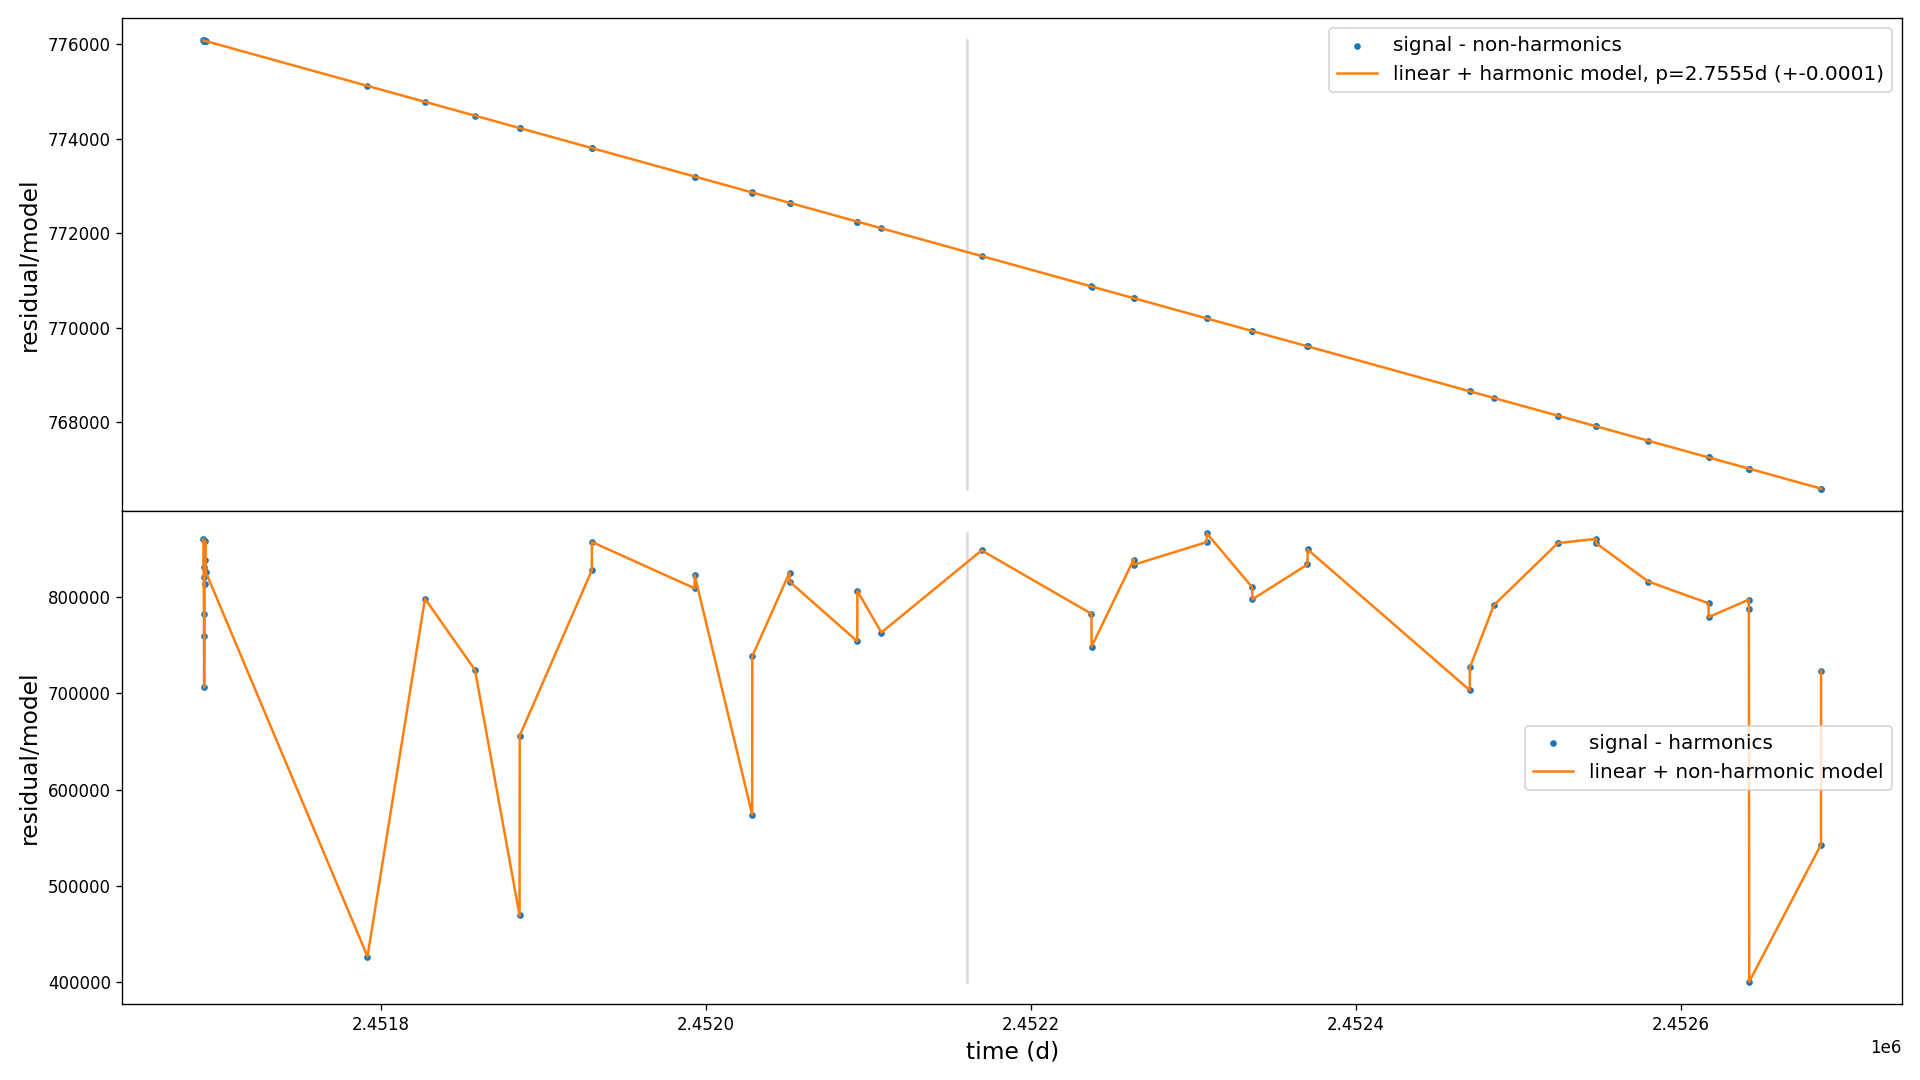 776000
774000
772000
770000
768000
residual/model
signal - non-harmonics
linear + harmonic model, p=2.7555d (+-0.0001)
800000
700000
600000
500000
400000
residual/model
signal - harmonics
linear + non-harmonic model
2.4518
2.4520
2.4522
2.4524
2.4526
1e6
time (d)